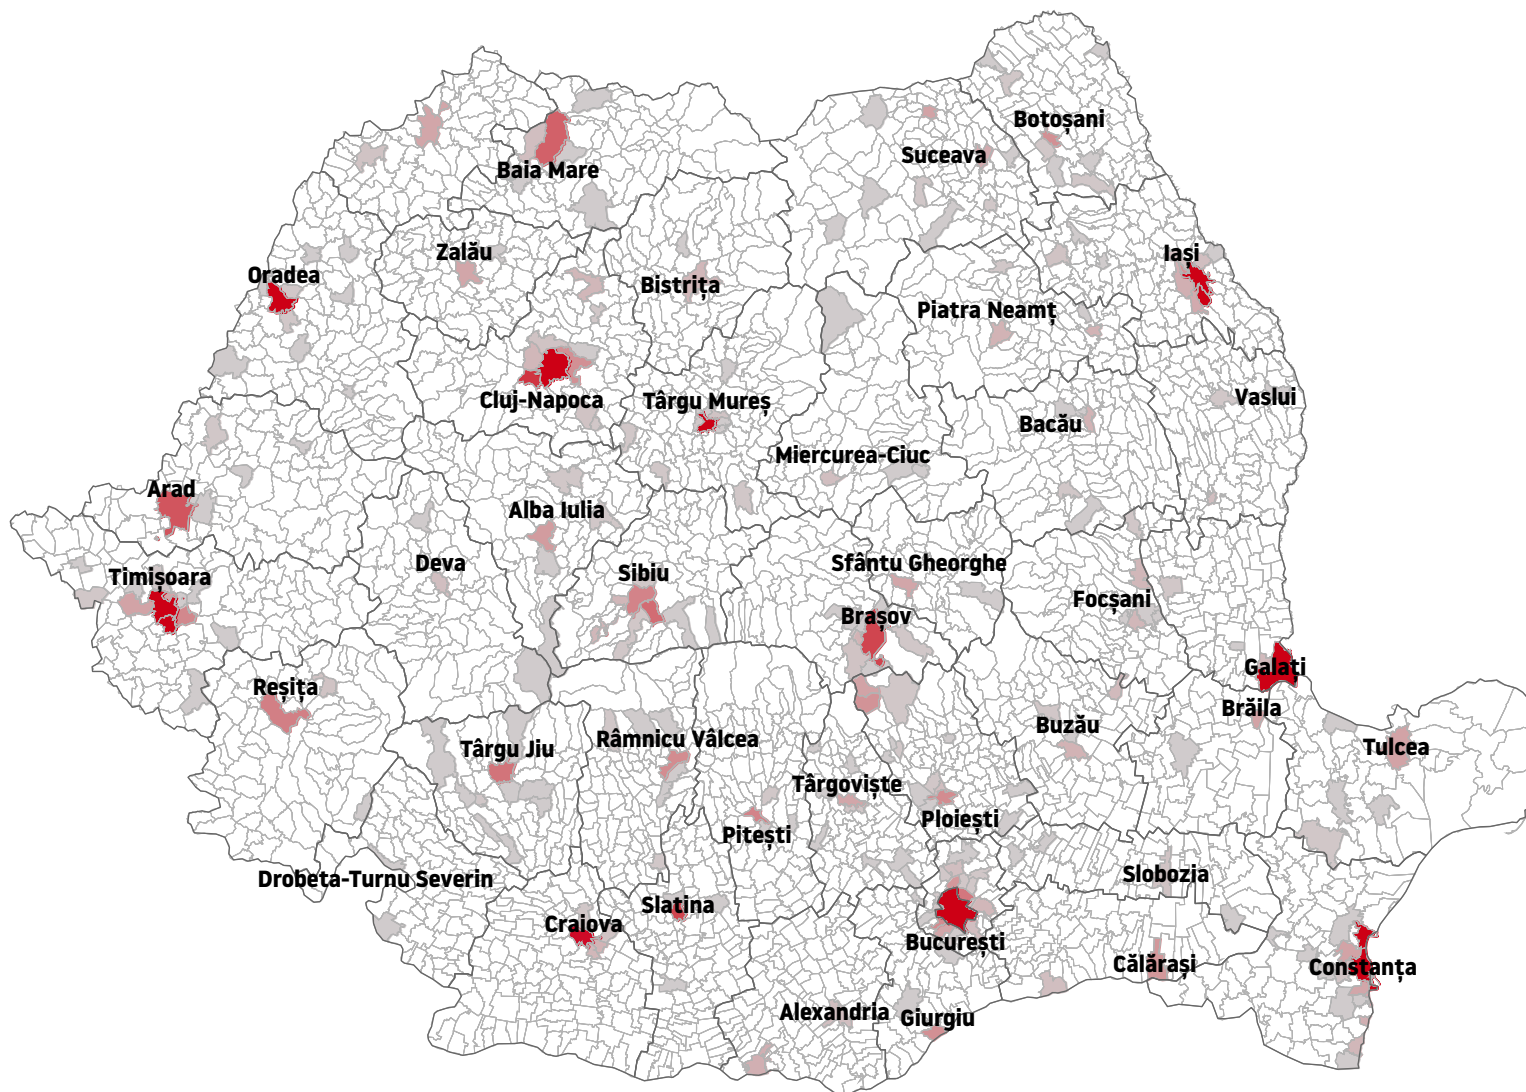 Botoșani
Suceava
Baia Mare
Zalău
Iași
Oradea
Bistrița
Piatra Neamț
Cluj-Napoca
Târgu Mureș
Vaslui
Bacău
Miercurea-Ciuc
Arad
Alba Iulia
Deva
Sfântu Gheorghe
Timișoara
Sibiu
Focșani
Brașov
Galați
Reșița
Brăila
Buzău
Râmnicu Vâlcea
Târgu Jiu
Tulcea
Târgoviște
Ploiești
Pitești
Slobozia
Drobeta-Turnu Severin
Slatina
Craiova
București
Călărași
Constanța
Alexandria
Giurgiu